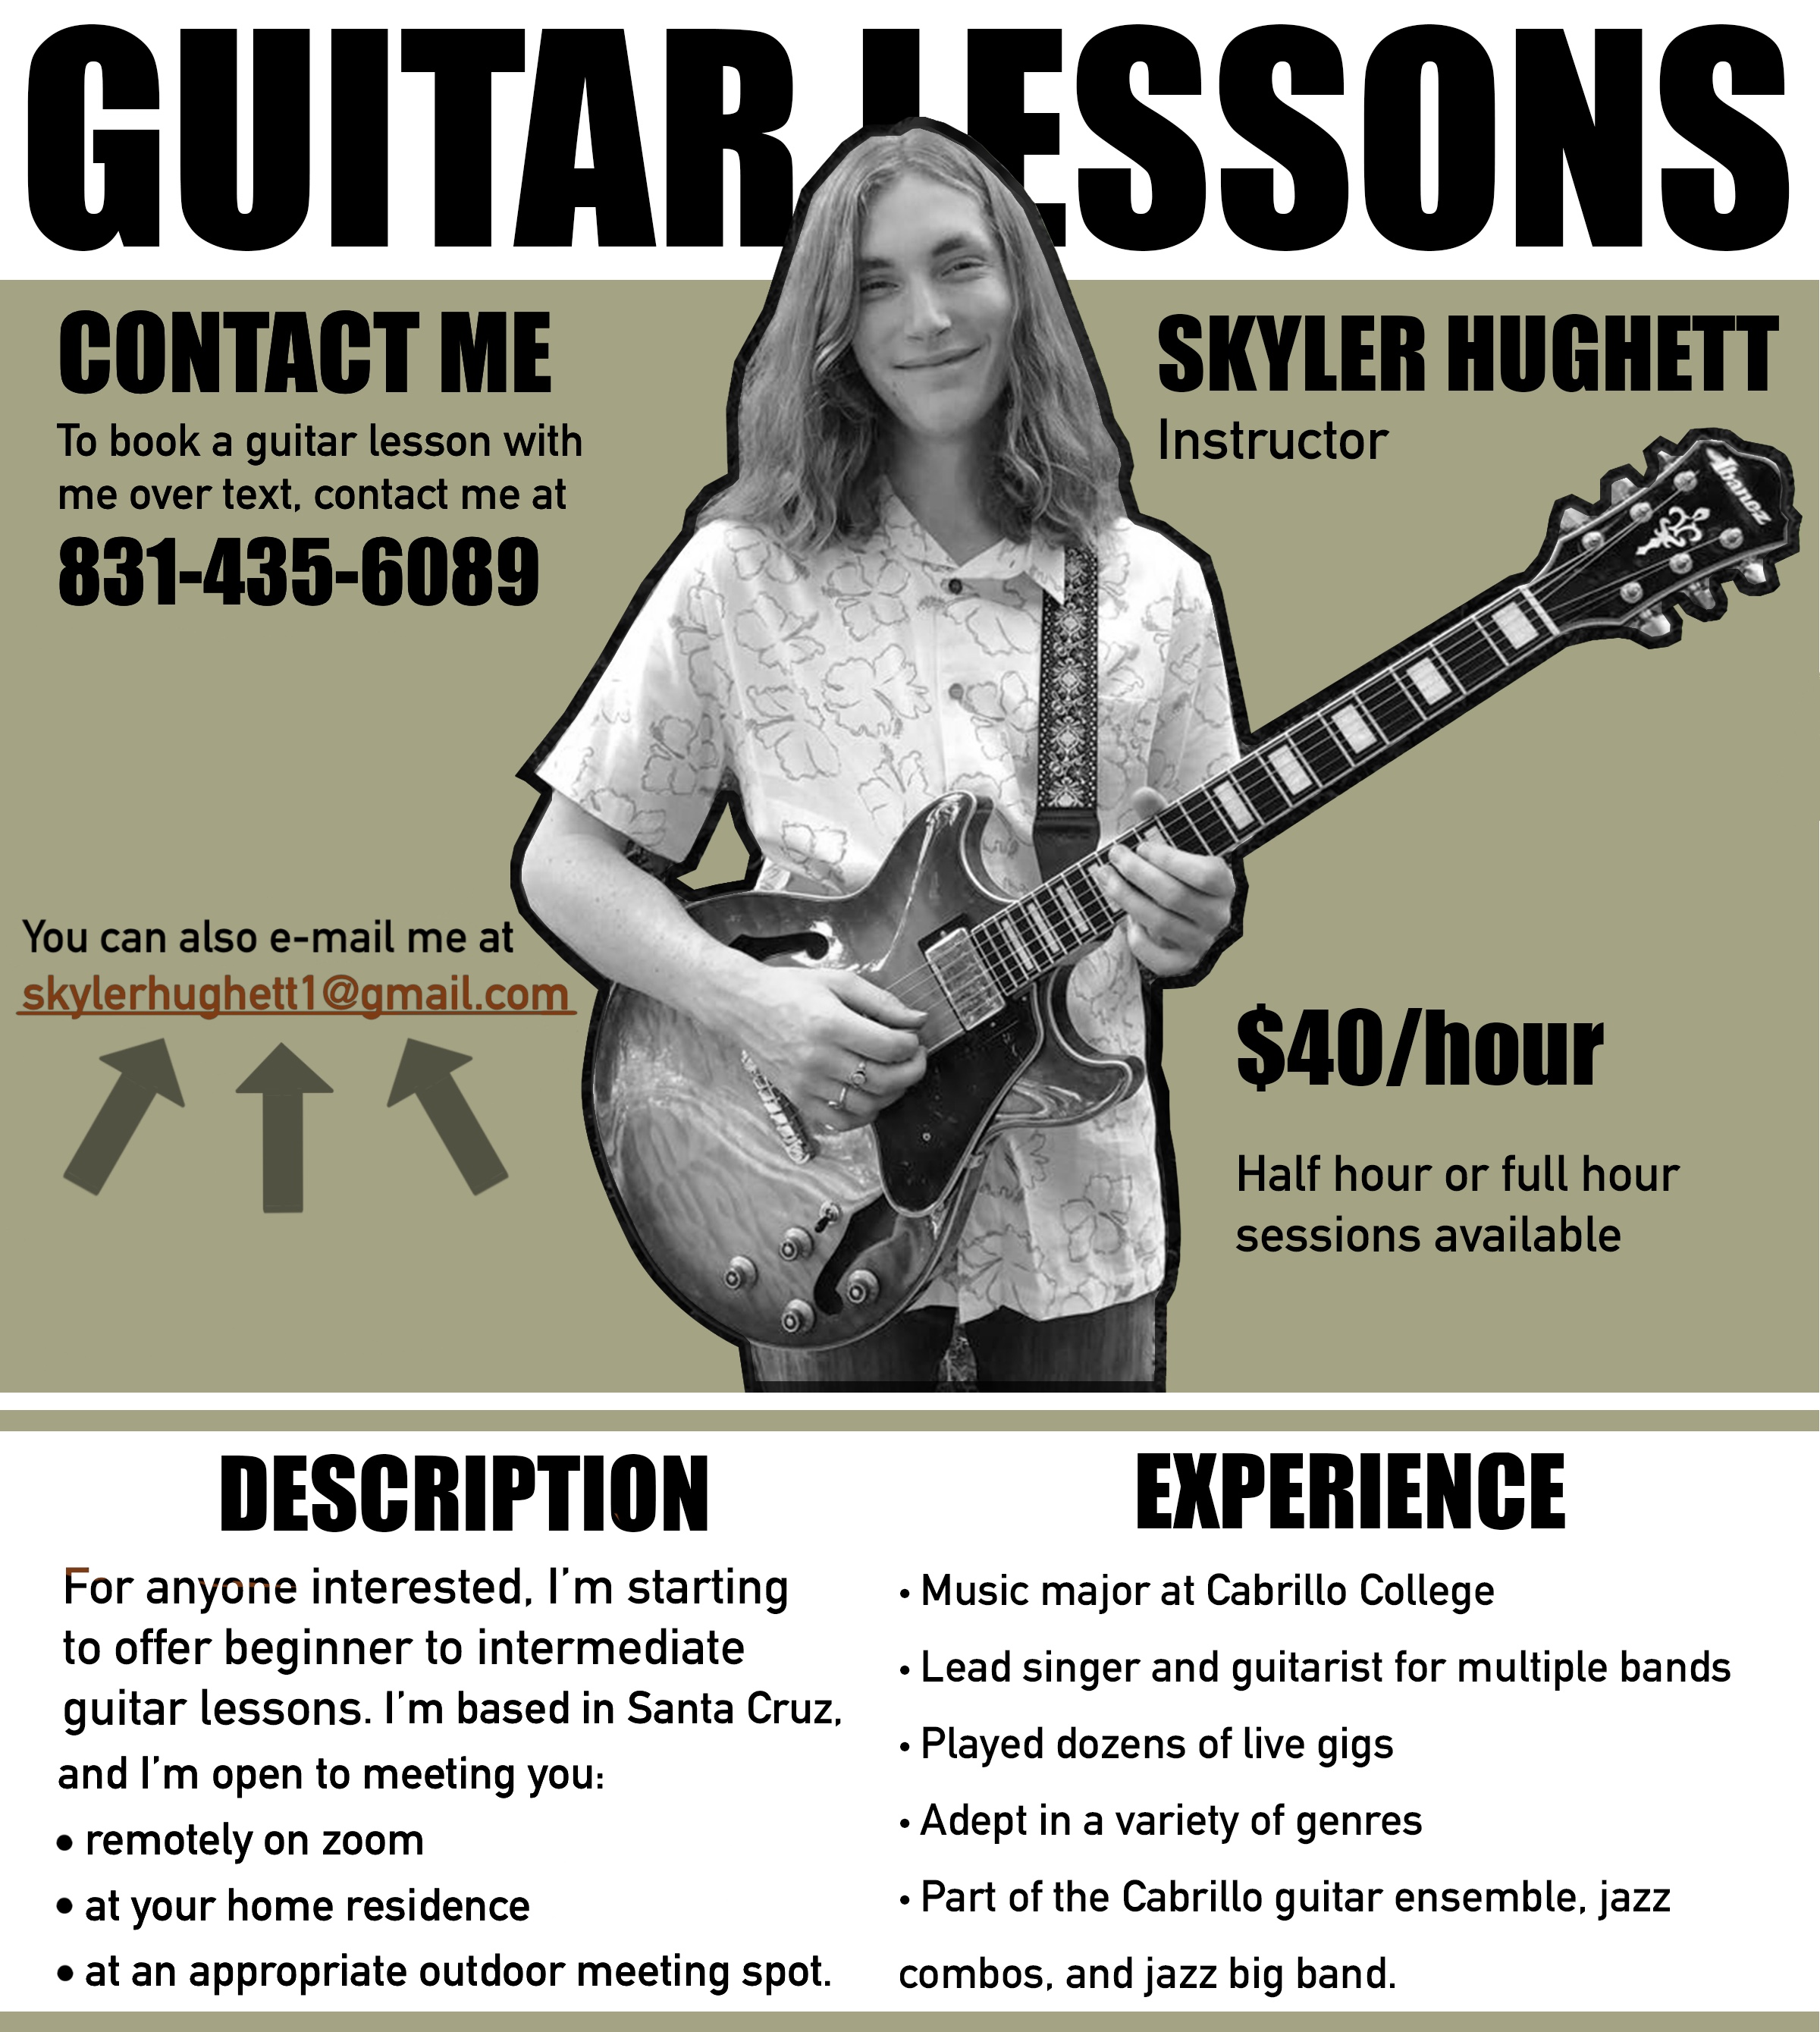 GUITAR LESSONS
CONTACT ME
To book a guitar lesson with
me over text, contact me at
831-435-6089
SKYLER HUGHETT
Instructor
Ibanez
You can also e-mail me at
skylerhughett1@gmail.com
$40/hour
Half hour or full hour
sessions available
DESCRIPTION
For anyone interested, I'm starting
to offer beginner to intermediate
guitar lessons. I'm based in Santa Cruz,
and I'm open to meeting you:
• remotely on zoom
• at your home residence
• at an appropriate outdoor meeting spot.
EXPERIENCE
• Music major at Cabrillo College
• Lead singer and guitarist for multiple bands
• Played dozens of live gigs
• Adept in a variety of genres
• Part of the Cabrillo guitar ensemble, jazz
combos, and jazz big band.